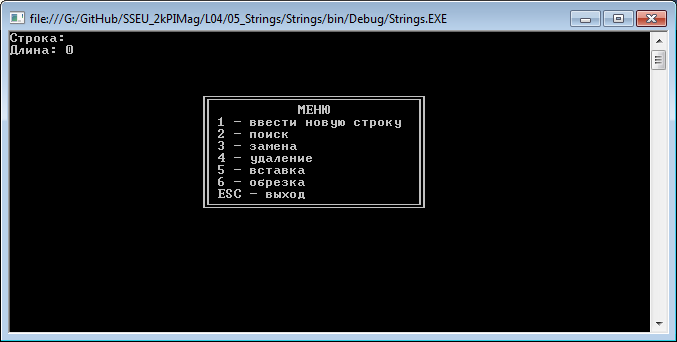 file:///G:/GitHub/SSEU_2kPIMag/L04/05_Strings/Strings/bin/Debug/Strings.EXE
Строка:
Длина: 0
МЕНЮ
1 - ввести новую строку
2 - поиск
3 - замена
4 - удаление
5 - вставка
6 - обрезка
ESC - выход